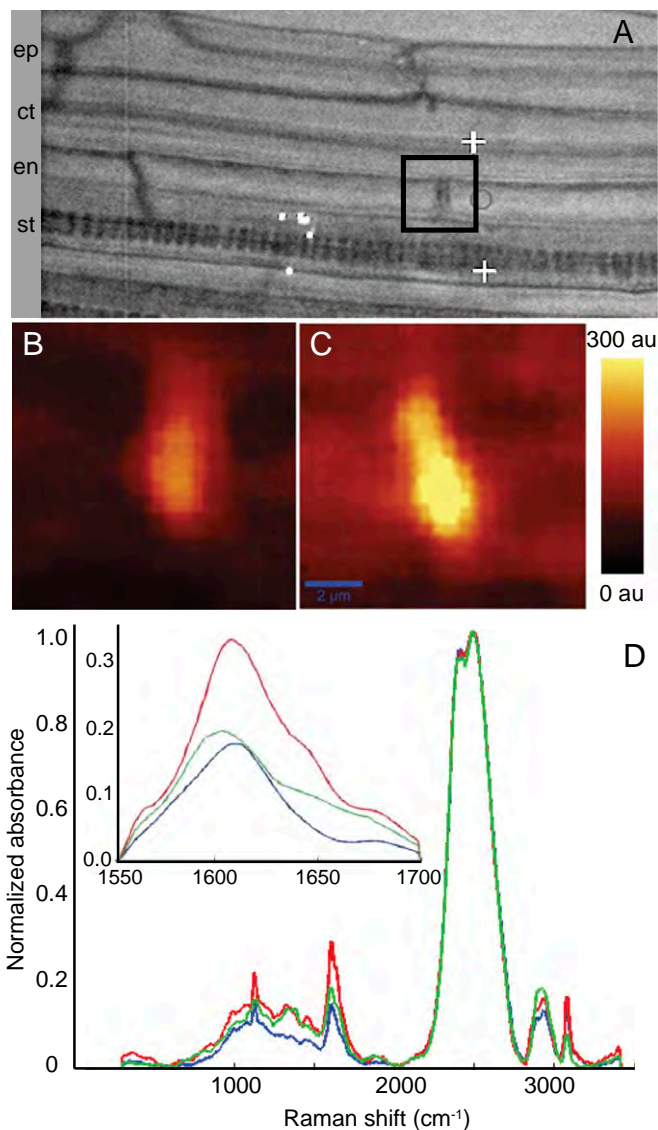 A
ep
ct
en
st
B
C
300 au
2 µm
0 au
D
1.0
0.8
0.6
0.4
0.2
0
Normalized absorbance
0.3
0.2
0.1
0.0
1550
1600
1650
1700
1000
2000
3000
Raman shift (cm⁻¹)